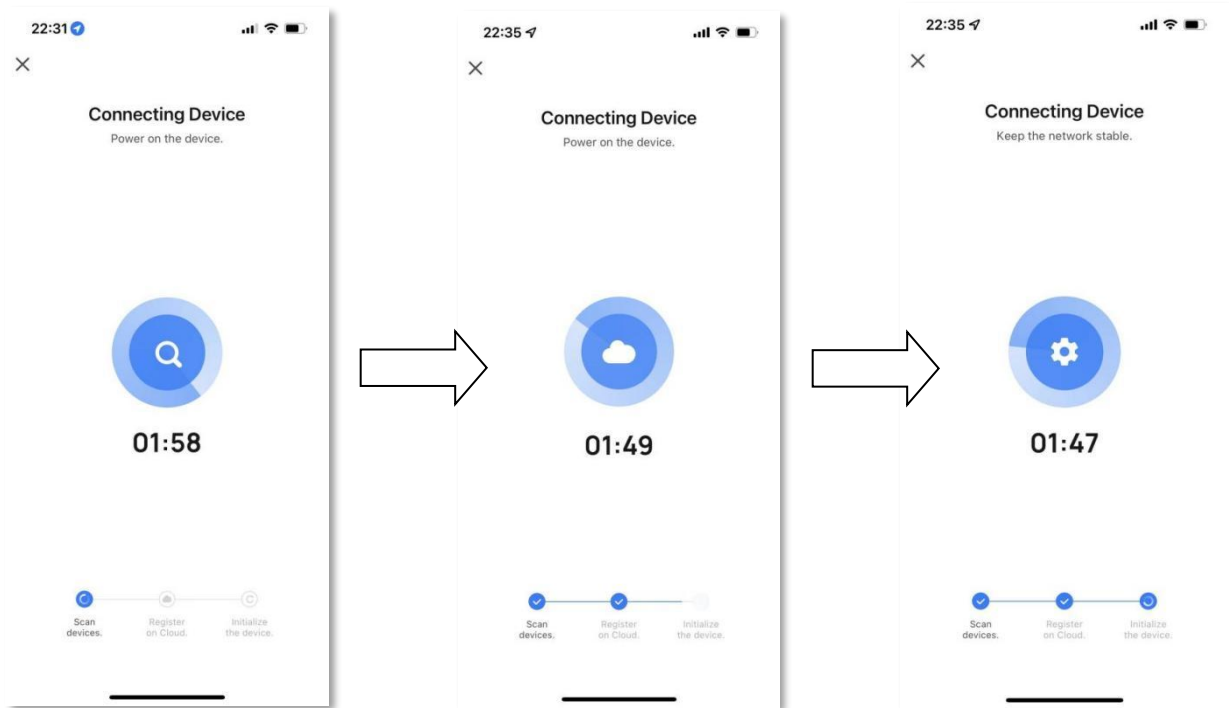 22:31
Connecting Device
Power on the device.
01:58
Scan
devices.
Register
on Cloud.
Initialize
the device.
22:35
Connecting Device
Power on the device.
01:49
Scan
devices.
Register
on Cloud.
Initialize
the device.
22:35
Connecting Device
Keep the network stable.
01:47
Scan
devices.
Register
on Cloud.
Initialize
the device.